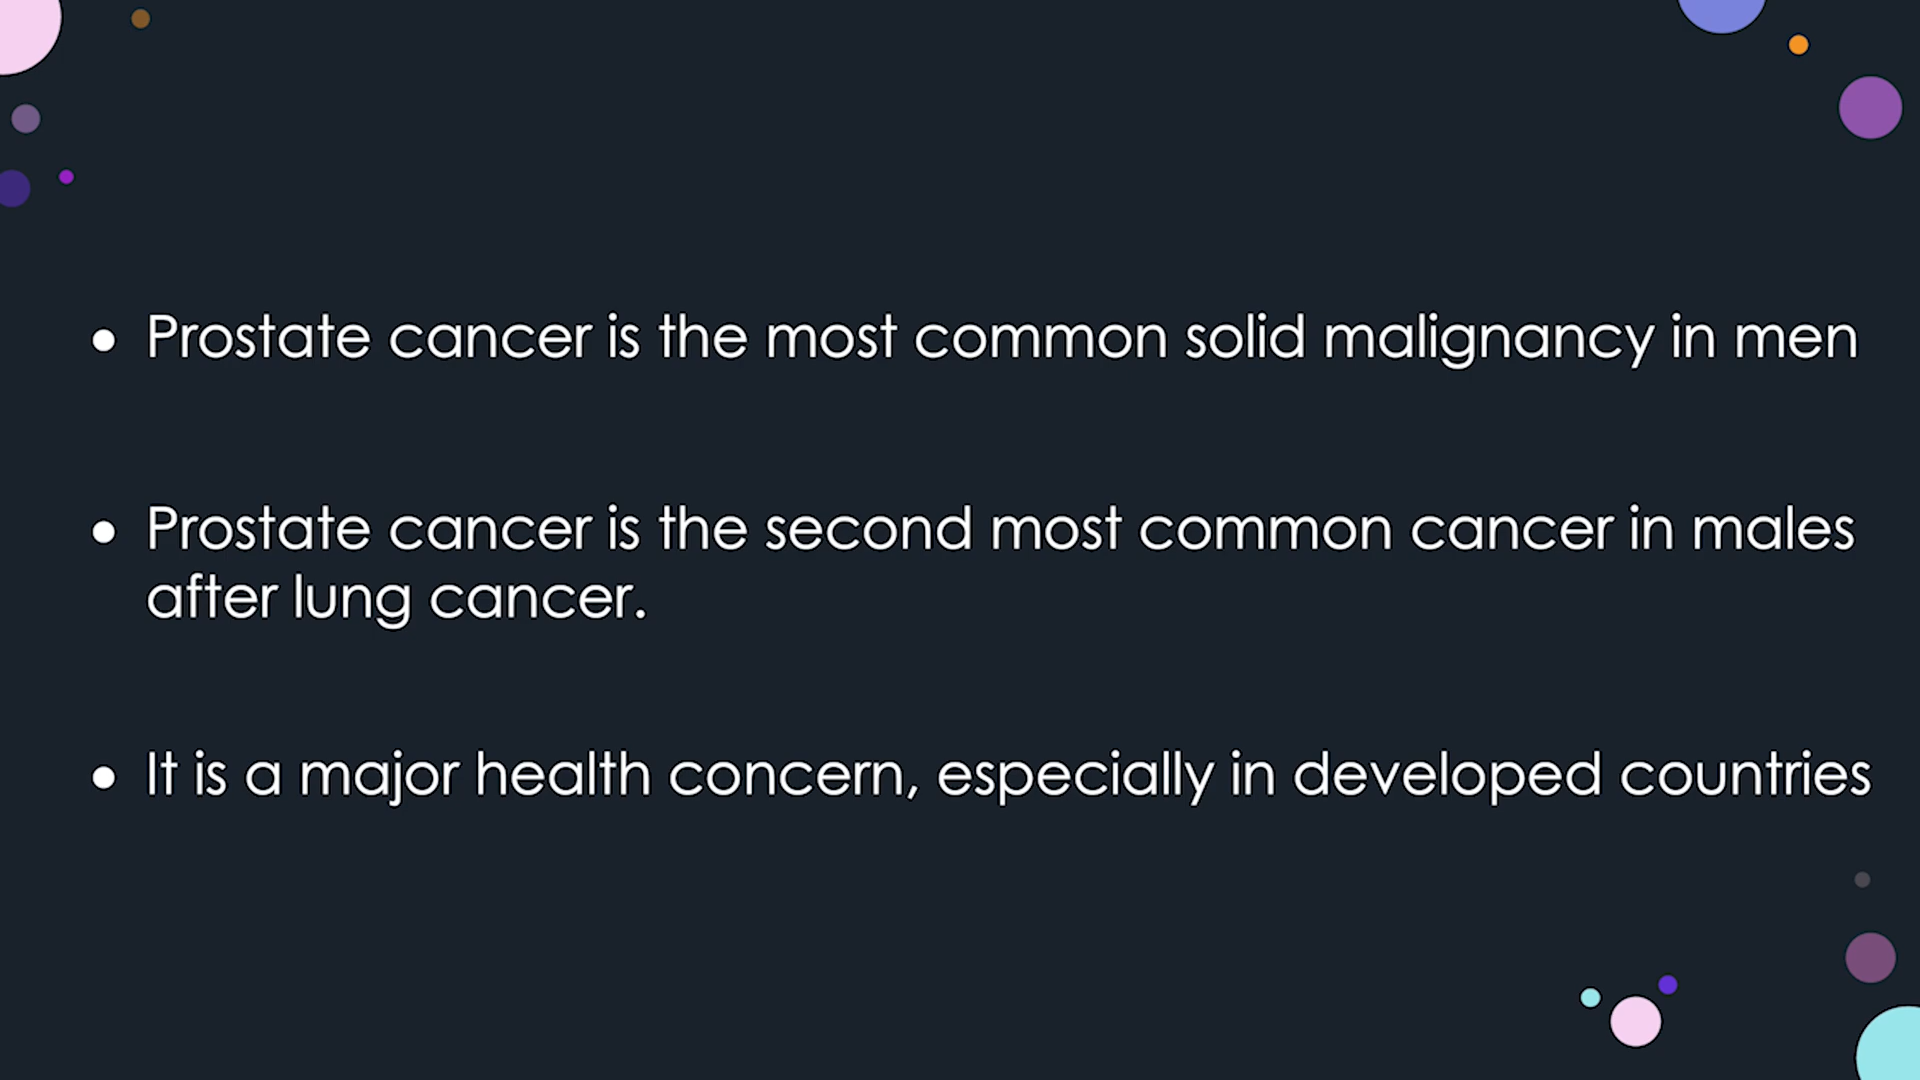 • Prostate cancer is the most common solid malignancy in men
• Prostate cancer is the second most common cancer in males
after lung cancer.
• It is a major health concern, especially in developed countries